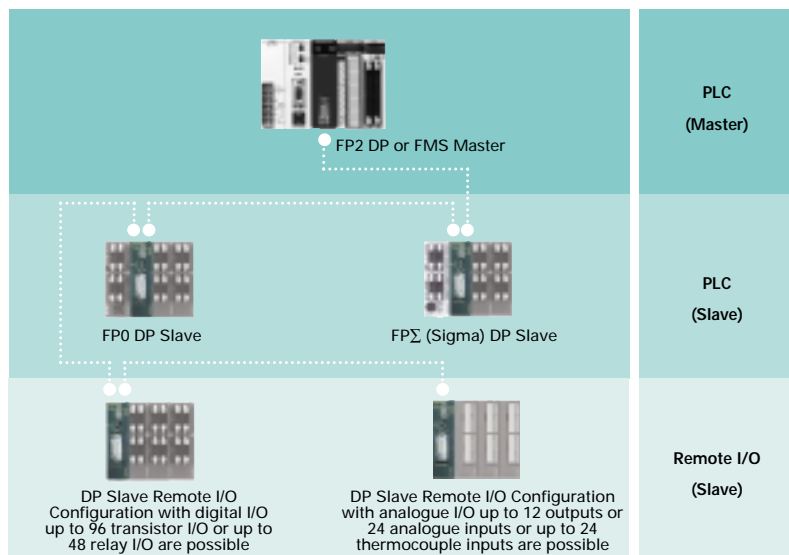 FP2 DP or FMS Master
PLC
(Master)
FP0 DP Slave
FPΣ (Sigma) DP Slave
PLC
(Slave)
DP Slave Remote I/O
Configuration with digital I/O
up to 96 transistor I/O or up to
48 relay I/O are possible
DP Slave Remote I/O Configuration
with analogue I/O up to 12 outputs or
24 analogue inputs or up to 24
thermocouple inputs are possible
Remote I/O
(Slave)